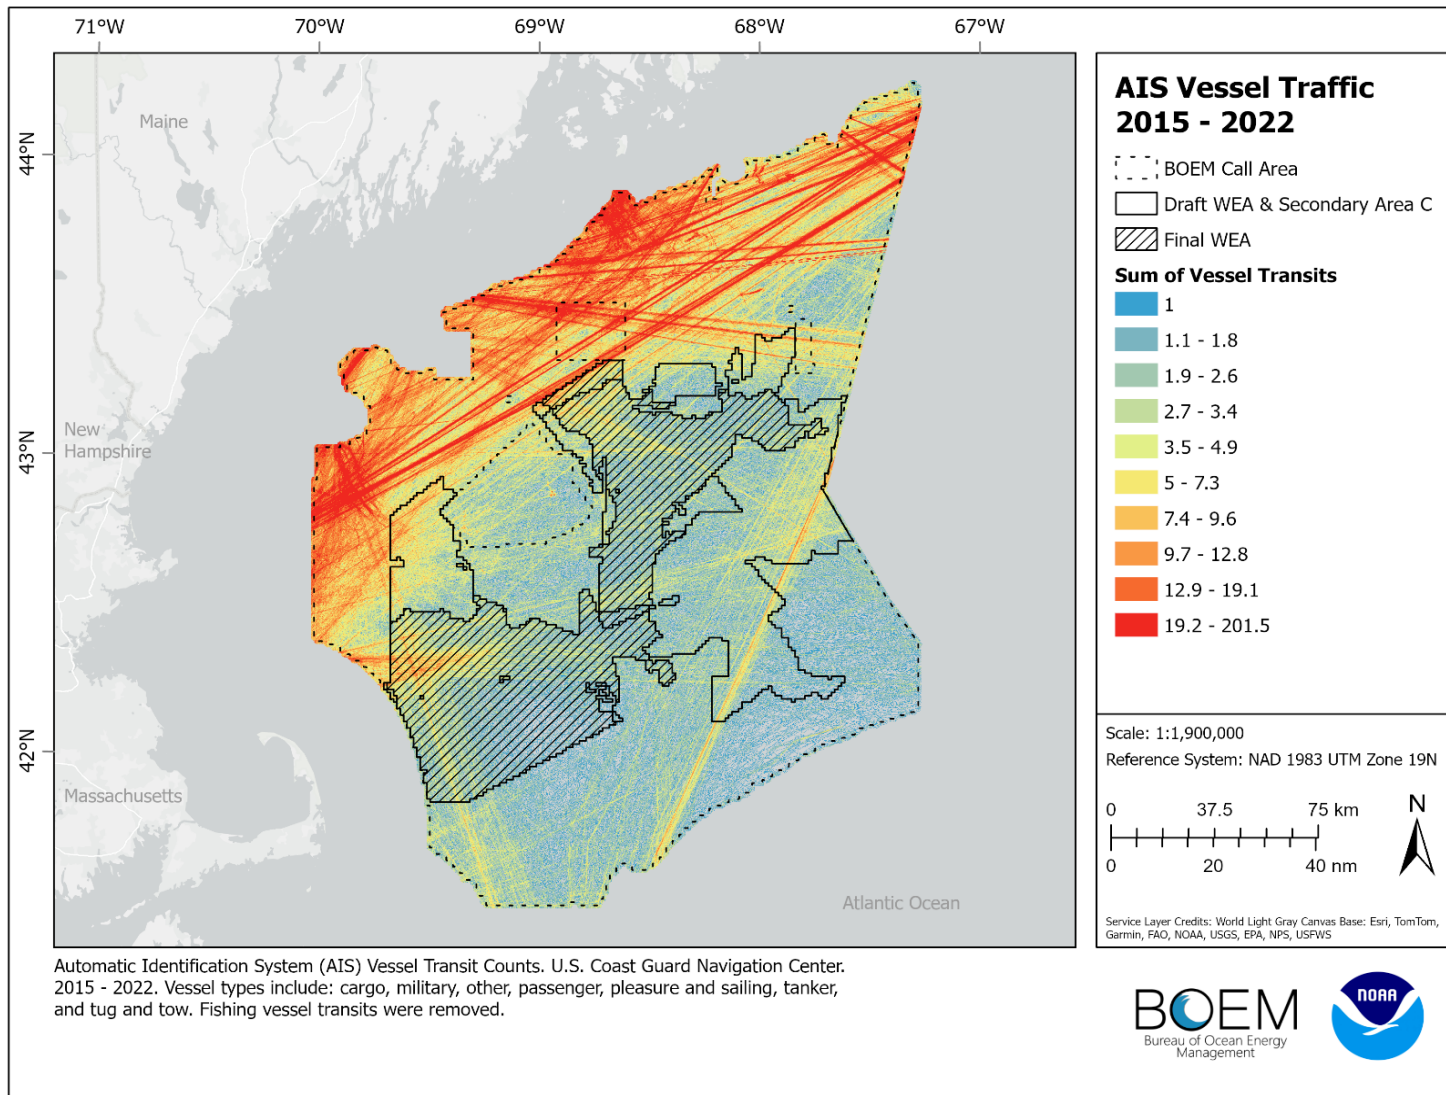 71°W 70°W 69°W 68°W 67°W
44°N
43°N
42°N
Maine
New
Hampshire
Massachusetts
Atlantic Ocean
AIS Vessel Traffic
2015 - 2022
BOEM Call Area
Draft WEA & Secondary Area C
Final WEA
Sum of Vessel Transits
1
1.1 - 1.8
1.9 - 2.6
2.7 - 3.4
3.5 - 4.9
5 - 7.3
7.4 - 9.6
9.7 - 12.8
12.9 - 19.1
19.2 - 201.5
Scale: 1:1,900,000
Reference System: NAD 1983 UTM Zone 19N
0 37.5 75 km
0 20 40 nm
N
Service Layer Credits: World Light Gray Canvas Base: Esri, TomTom,
Garmin, FAO, NOAA, USGS, EPA, NPS, USFWS
Automatic Identification System (AIS) Vessel Transit Counts. U.S. Coast Guard Navigation Center.
2015 - 2022. Vessel types include: cargo, military, other, passenger, pleasure and sailing, tanker,
and tug and tow. Fishing vessel transits were removed.
BOEM
Bureau of Ocean Energy
Management
NOAA